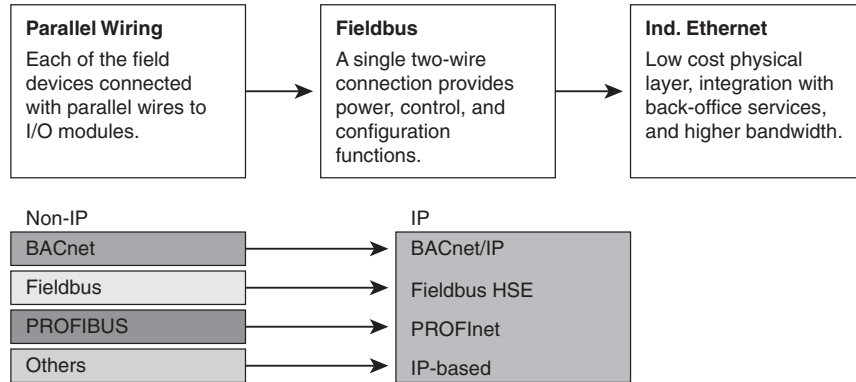 Parallel Wiring
Each of the field
devices connected
with parallel wires to
I/O modules.
Fieldbus
A single two-wire
connection provides
power, control, and
configuration
functions.
Ind. Ethernet
Low cost physical
layer, integration with
back-office services,
and higher bandwidth.
Non-IP
IP
BACnet
BACnet/IP
Fieldbus
Fieldbus HSE
PROFIBUS
PROFInet
Others
IP-based